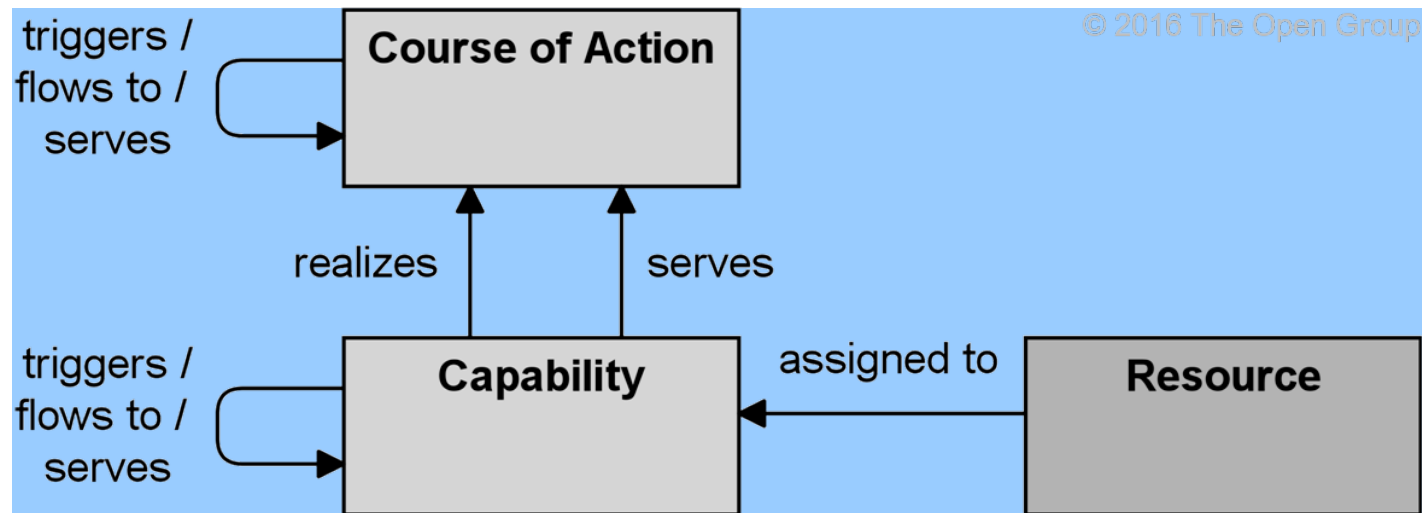 © 2016 The Open Group
triggers /
flows to /
serves
Course of Action
realizes
serves
triggers /
flows to /
serves
Capability
assigned to
Resource